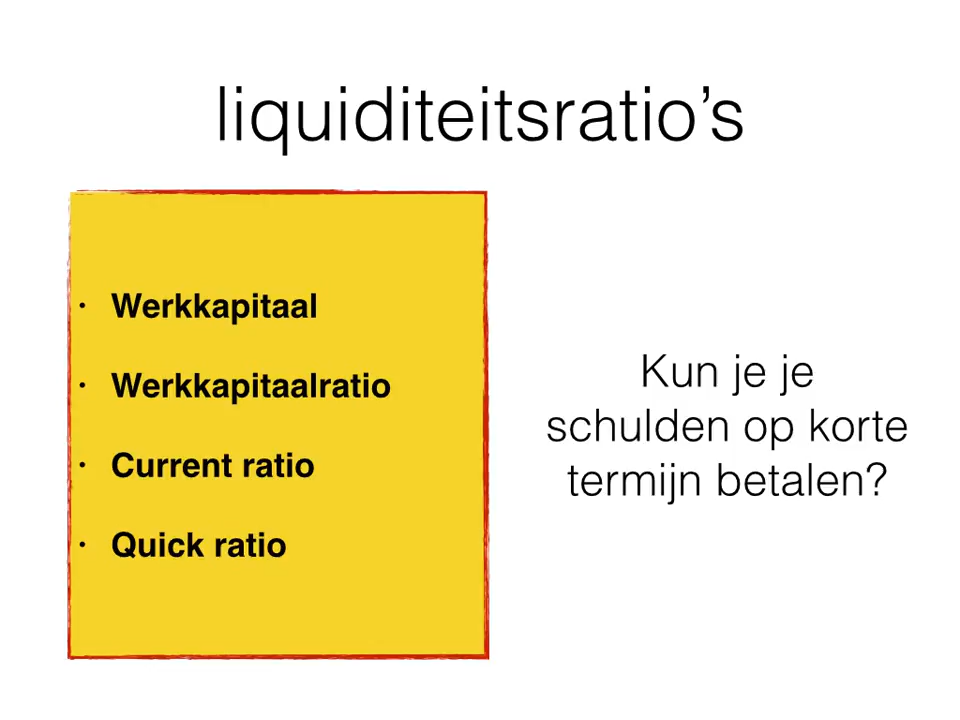 liquiditeitsratio’s
• Werkkapitaal
• Werkkapitaalratio
• Current ratio
• Quick ratio
Kun je je
schulden op korte
termijn betalen?